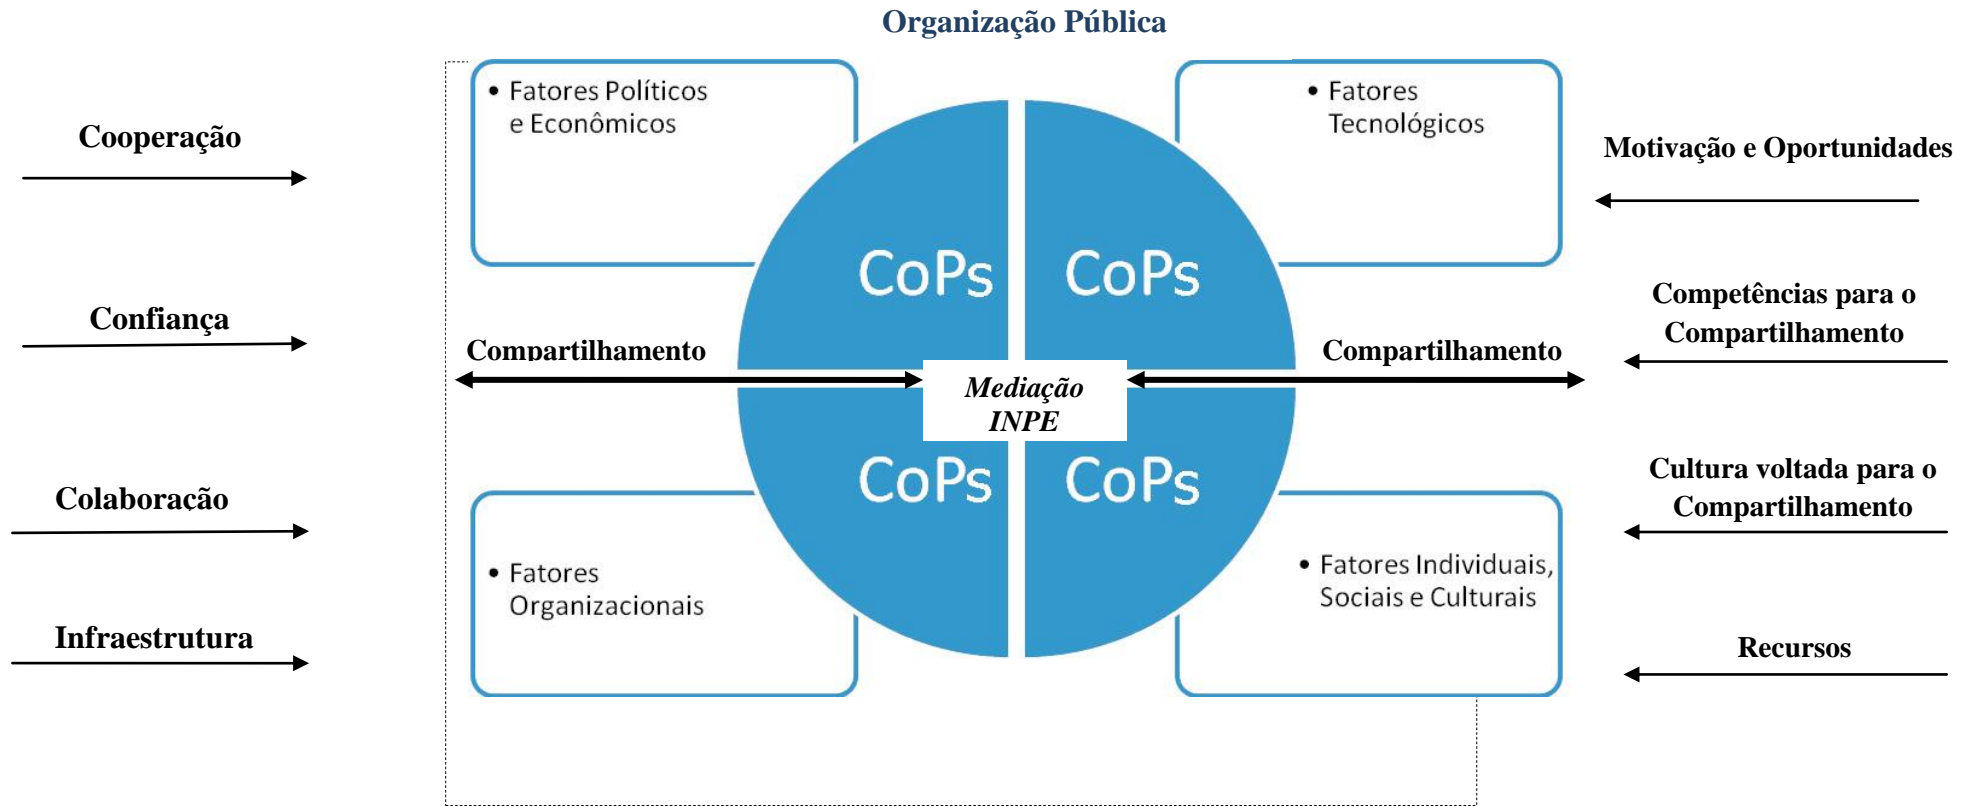 Organização Pública
• Fatores Políticos
e Econômicos
• Fatores
Tecnológicos
Cooperação
Motivação e Oportunidades
CoPs
CoPs
Confiança
Competências para o
Compartilhamento
Compartilhamento
Compartilhamento
Mediação
INPE
CoPs
CoPs
Colaboração
Cultura voltada para o
Compartilhamento
• Fatores
Organizacionais
• Fatores Individuais,
Sociais e Culturais
Infraestrutura
Recursos